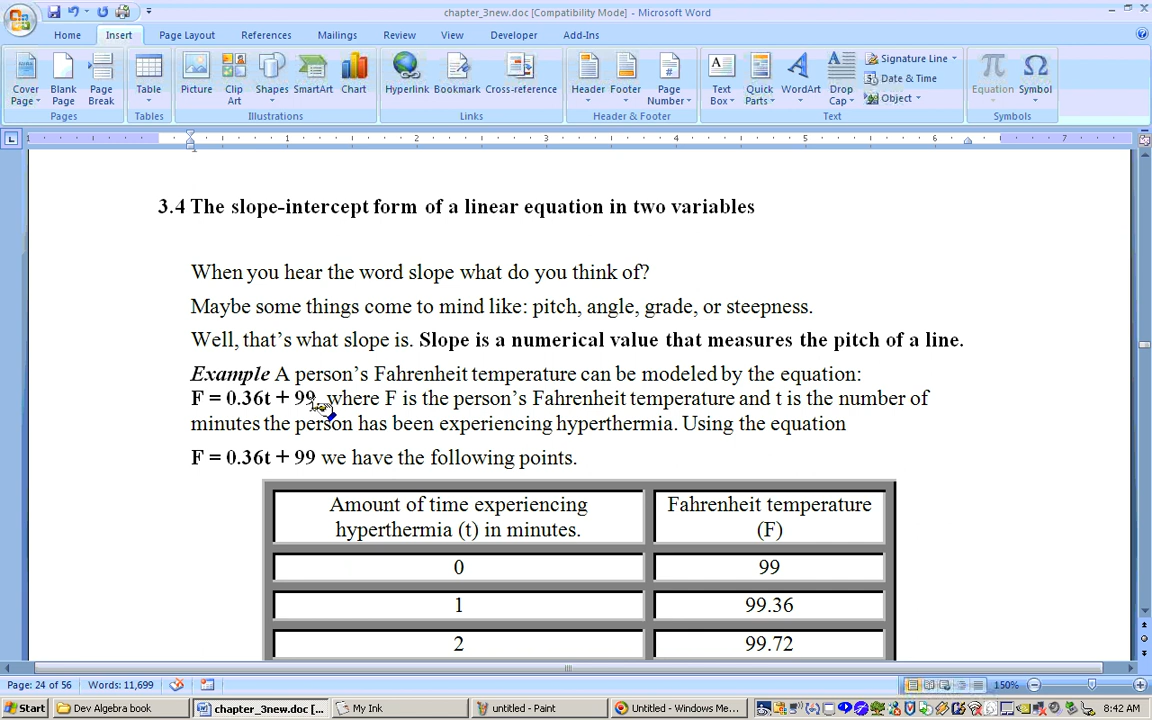 chapter_3new.doc [Compatibility Mode] - Microsoft Word
Home Insert Page Layout References Mailings Review View Developer Add-Ins
Cover Page Blank Page Page Break Table Picture Clip Art Shapes SmartArt Chart Hyperlink Bookmark Cross-reference Header Footer Page Number Text Box Quick Parts WordArt Drop Cap Signature Line Date & Time Object Equation Symbol
Pages Tables Illustrations Links Header & Footer Text Symbols
1 1 2 3 4 5 6 7
3.4 The slope-intercept form of a linear equation in two variables
When you hear the word slope what do you think of?
Maybe some things come to mind like: pitch, angle, grade, or steepness.
Well, that’s what slope is. Slope is a numerical value that measures the pitch of a line.
Example A person’s Fahrenheit temperature can be modeled by the equation:
F = 0.36t + 99 where F is the person’s Fahrenheit temperature and t is the number of
minutes the person has been experiencing hyperthermia. Using the equation
F = 0.36t + 99 we have the following points.
Amount of time experiencing Fahrenheit temperature
hyperthermia (t) in minutes. (F)
0 99
1 99.36
2 99.72
Page: 24 of 56 Words: 11,699 150%
Start Dev Algebra book chapter_3new.doc [... My Ink untitled - Paint Untitled - Windows Me... 8:42 AM